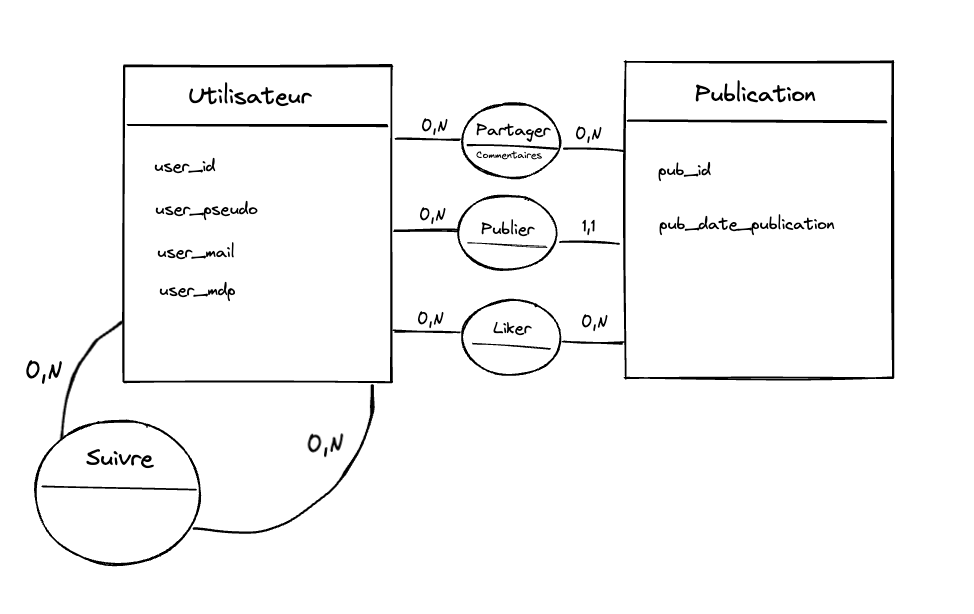 Utilisateur
user_id
user_pseudo
user_mail
user_mdp
0,N
Partager
Commentaires
0,N
0,N
Publier
1,1
0,N
Liker
0,N
Publication
pub_id
pub_date_publication
0,N
Suivre
0,N